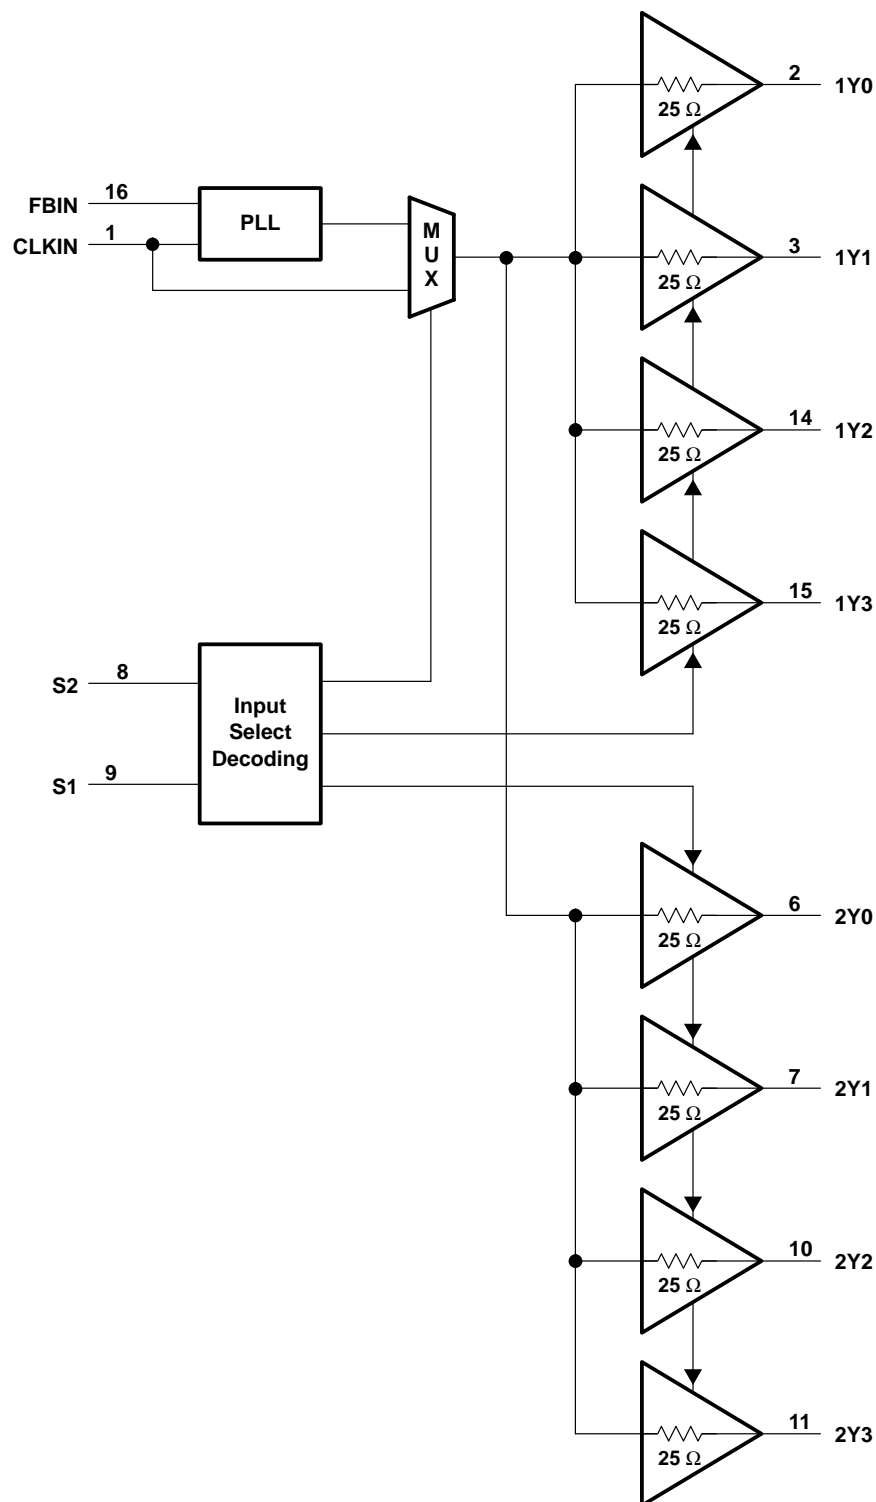 2
1Y0
25 Ω
16
FBIN
PLL
1
CLKIN
M
U
X
3
1Y1
25 Ω
14
1Y2
25 Ω
15
1Y3
25 Ω
8
S2
Input
Select
Decoding
9
S1
6
2Y0
25 Ω
7
2Y1
25 Ω
10
2Y2
25 Ω
11
2Y3
25 Ω